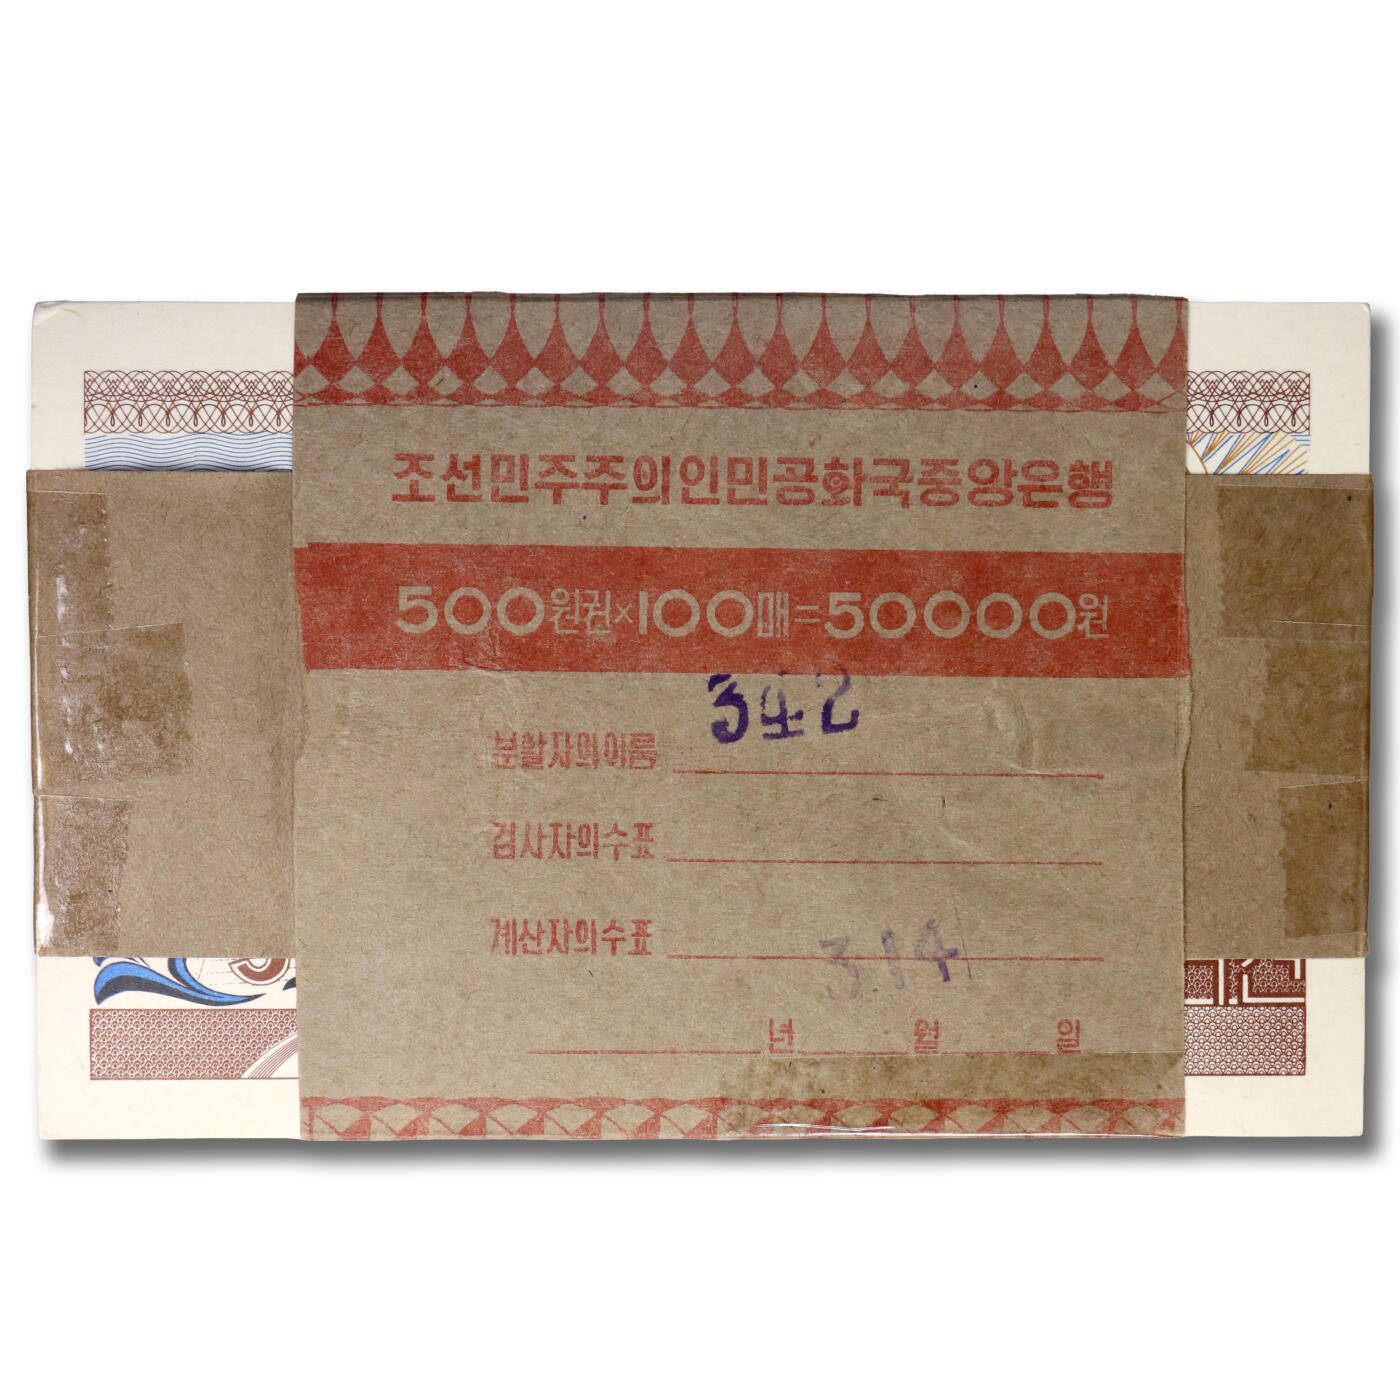 조선민주주의인민공화국중앙은행
500원권×100매=50000원
342
분할자의이름
검사자의수표
계산자의수표
3.14
년 월 일